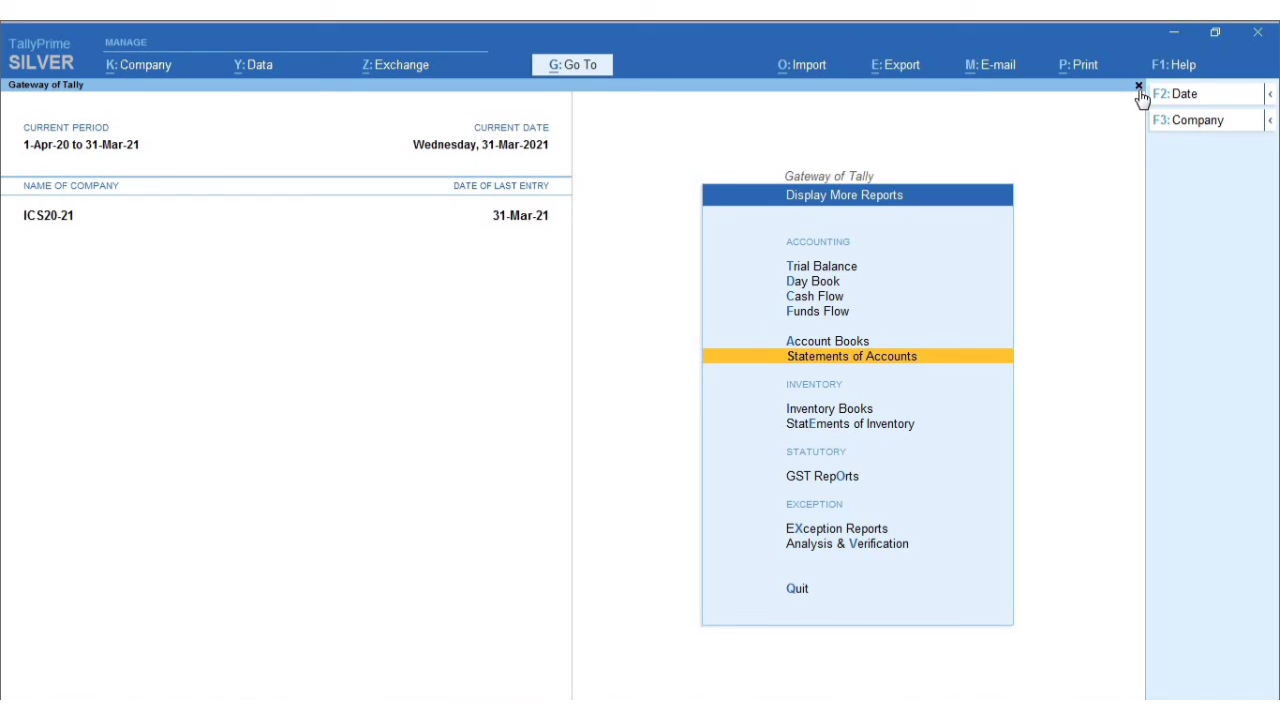 TallyPrime
MANAGE
SILVER
K: Company
Y: Data
Z: Exchange
G: Go To
O: Import
E: Export
M: E-mail
P: Print
F1: Help
Gateway of Tally
x
F2: Date
<
F3: Company
<
CURRENT PERIOD
CURRENT DATE
1-Apr-20 to 31-Mar-21
Wednesday, 31-Mar-2021
NAME OF COMPANY
DATE OF LAST ENTRY
ICS20-21
31-Mar-21
Gateway of Tally
Display More Reports
ACCOUNTING
Trial Balance
Day Book
Cash Flow
Funds Flow
Account Books
Statements of Accounts
INVENTORY
Inventory Books
StatEments of Inventory
STATUTORY
GST RepOrts
EXCEPTION
EXception Reports
Analysis & Verification
Quit